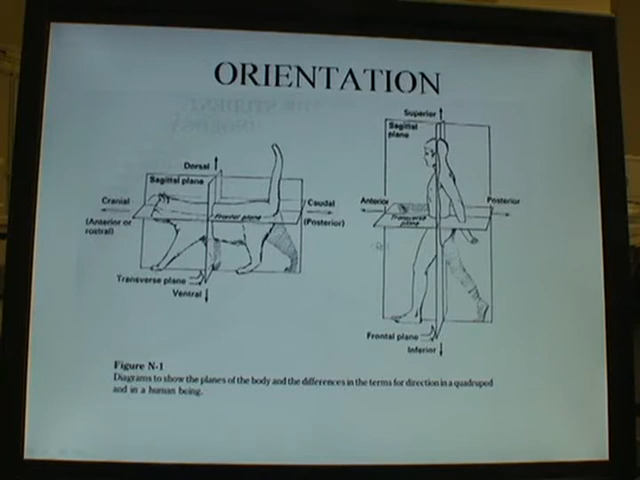 ORIENTATION
Superior
Sagittal
plane
Dorsal
Sagittal plane
Cranial
Caudal
Anterior
Posterior
Frontal plane
Transverse
plane
(Anterior or
rostral)
(Posterior)
Transverse plane
Ventral
Frontal plane
Inferior
Figure N-1
Diagrams to show the planes of the body and the differences in the terms for direction in a quadruped
and in a human being.